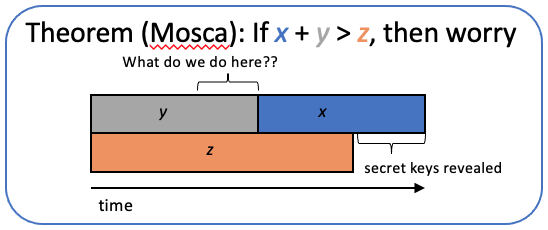 Theorem (Mosca): If x + y > z, then worry
What do we do here??
y
x
z
secret keys revealed
time